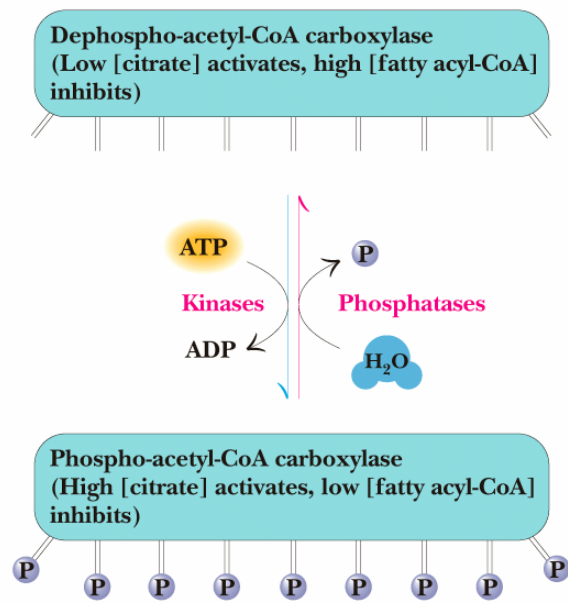 Dephospho-acetyl-CoA carboxylase
(Low [citrate] activates, high [fatty acyl-CoA]
inhibits)
ATP
P
Kinases
Phosphatases
ADP
H₂O
Phospho-acetyl-CoA carboxylase
(High [citrate] activates, low [fatty acyl-CoA]
inhibits)
P
P
P
P
P
P
P
P
P